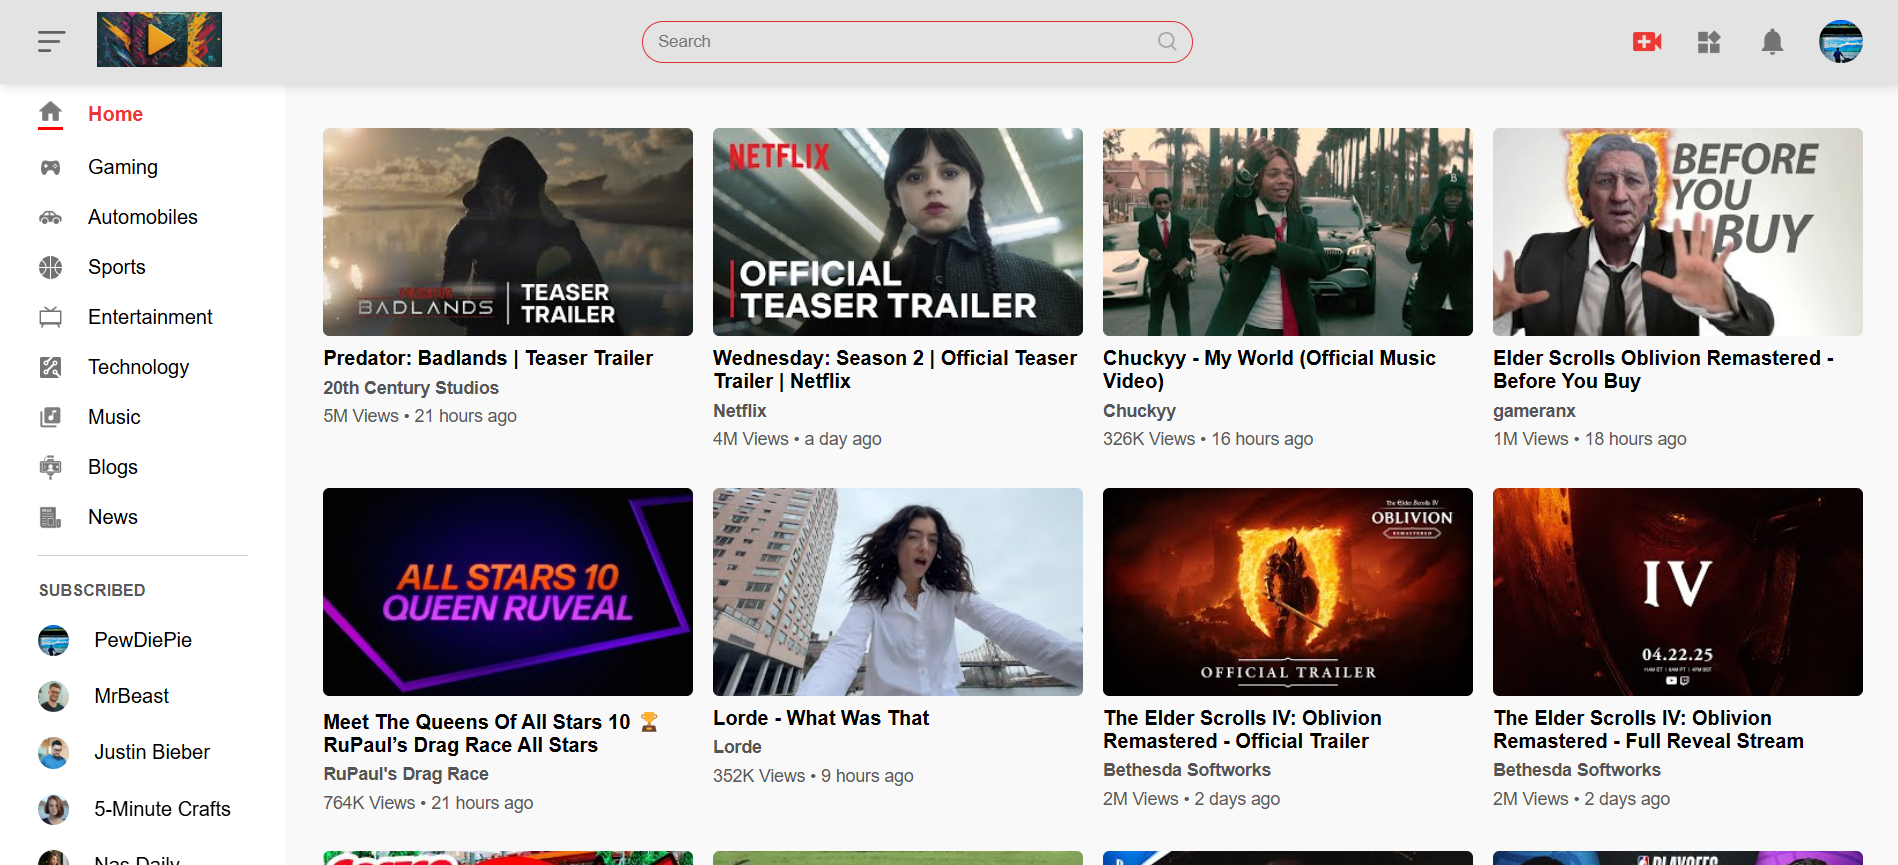 Search
Home
Gaming
Automobiles
Sports
Entertainment
Technology
Music
Blogs
News
SUBSCRIBED
PewDiePie
MrBeast
Justin Bieber
5-Minute Crafts
Nas Daily
PREDATOR
BADLANDS
TEASER
TRAILER
Predator: Badlands | Teaser Trailer
20th Century Studios
5M Views • 21 hours ago
NETFLIX
OFFICIAL
TEASER TRAILER
Wednesday: Season 2 | Official Teaser
Trailer | Netflix
Netflix
4M Views • a day ago
B
Chuckyy - My World (Official Music
Video)
Chuckyy
326K Views • 16 hours ago
BEFORE
YOU
BUY
Elder Scrolls Oblivion Remastered -
Before You Buy
gameranx
1M Views • 18 hours ago
ALL STARS 10
QUEEN RUVEAL
Meet The Queens Of All Stars 10 🏆
RuPaul’s Drag Race All Stars
RuPaul's Drag Race
764K Views • 21 hours ago
Lorde - What Was That
Lorde
352K Views • 9 hours ago
The Elder Scrolls IV
OBLIVION
REMASTERED
OFFICIAL TRAILER
The Elder Scrolls IV: Oblivion
Remastered - Official Trailer
Bethesda Softworks
2M Views • 2 days ago
IV
04.22.25
11AM ET | 8AM PT | 4PM BST
The Elder Scrolls IV: Oblivion
Remastered - Full Reveal Stream
Bethesda Softworks
2M Views • 2 days ago
COSTCO
PLAYOFFS